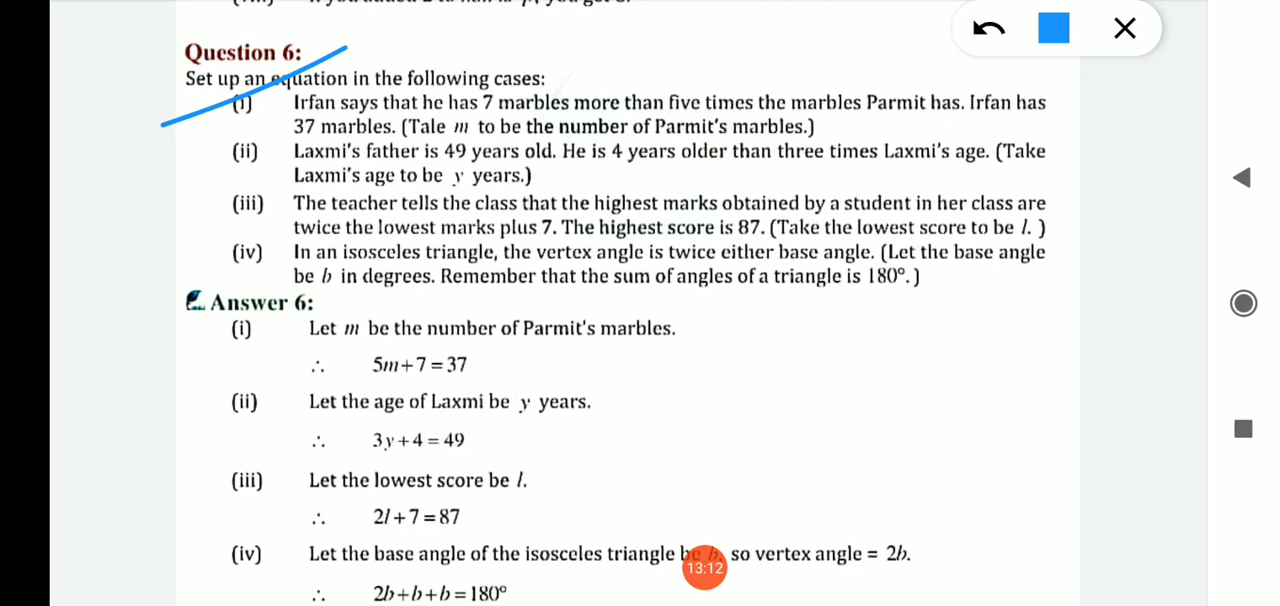 Question 6:
Set up an equation in the following cases:
(i) Irfan says that he has 7 marbles more than five times the marbles Parmit has. Irfan has
37 marbles. (Tale m to be the number of Parmit's marbles.)
(ii) Laxmi's father is 49 years old. He is 4 years older than three times Laxmi's age. (Take
Laxmi's age to be y years.)
(iii) The teacher tells the class that the highest marks obtained by a student in her class are
twice the lowest marks plus 7. The highest score is 87. (Take the lowest score to be l. )
(iv) In an isosceles triangle, the vertex angle is twice either base angle. (Let the base angle
be b in degrees. Remember that the sum of angles of a triangle is 180°.)
Answer 6:
(i) Let m be the number of Parmit's marbles.
∴ 5m+7=37
(ii) Let the age of Laxmi be y years.
∴ 3y+4=49
(iii) Let the lowest score be l.
∴ 2l+7=87
(iv) Let the base angle of the isosceles triangle be b, so vertex angle = 2b.
13:12
∴ 2b+b+b=180°